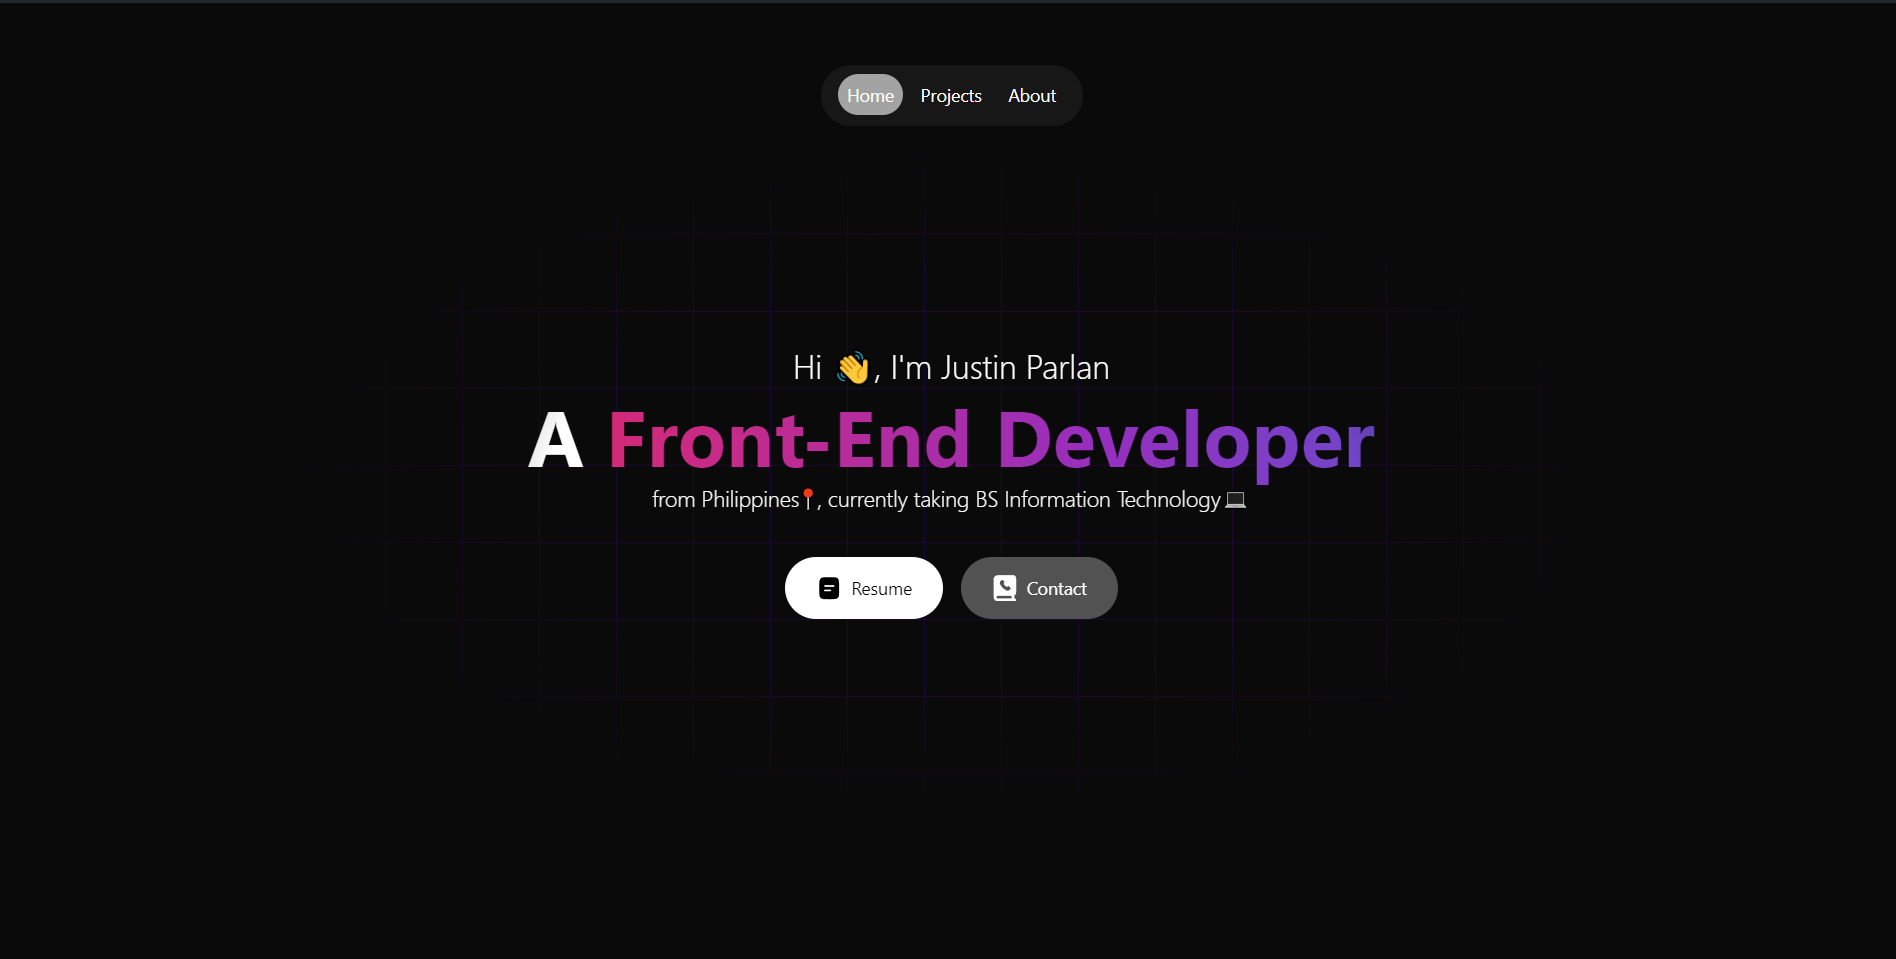 Home Projects About
Hi 👋, I'm Justin Parlan
A Front-End Developer
from Philippines📍, currently taking BS Information Technology💻
Resume Contact